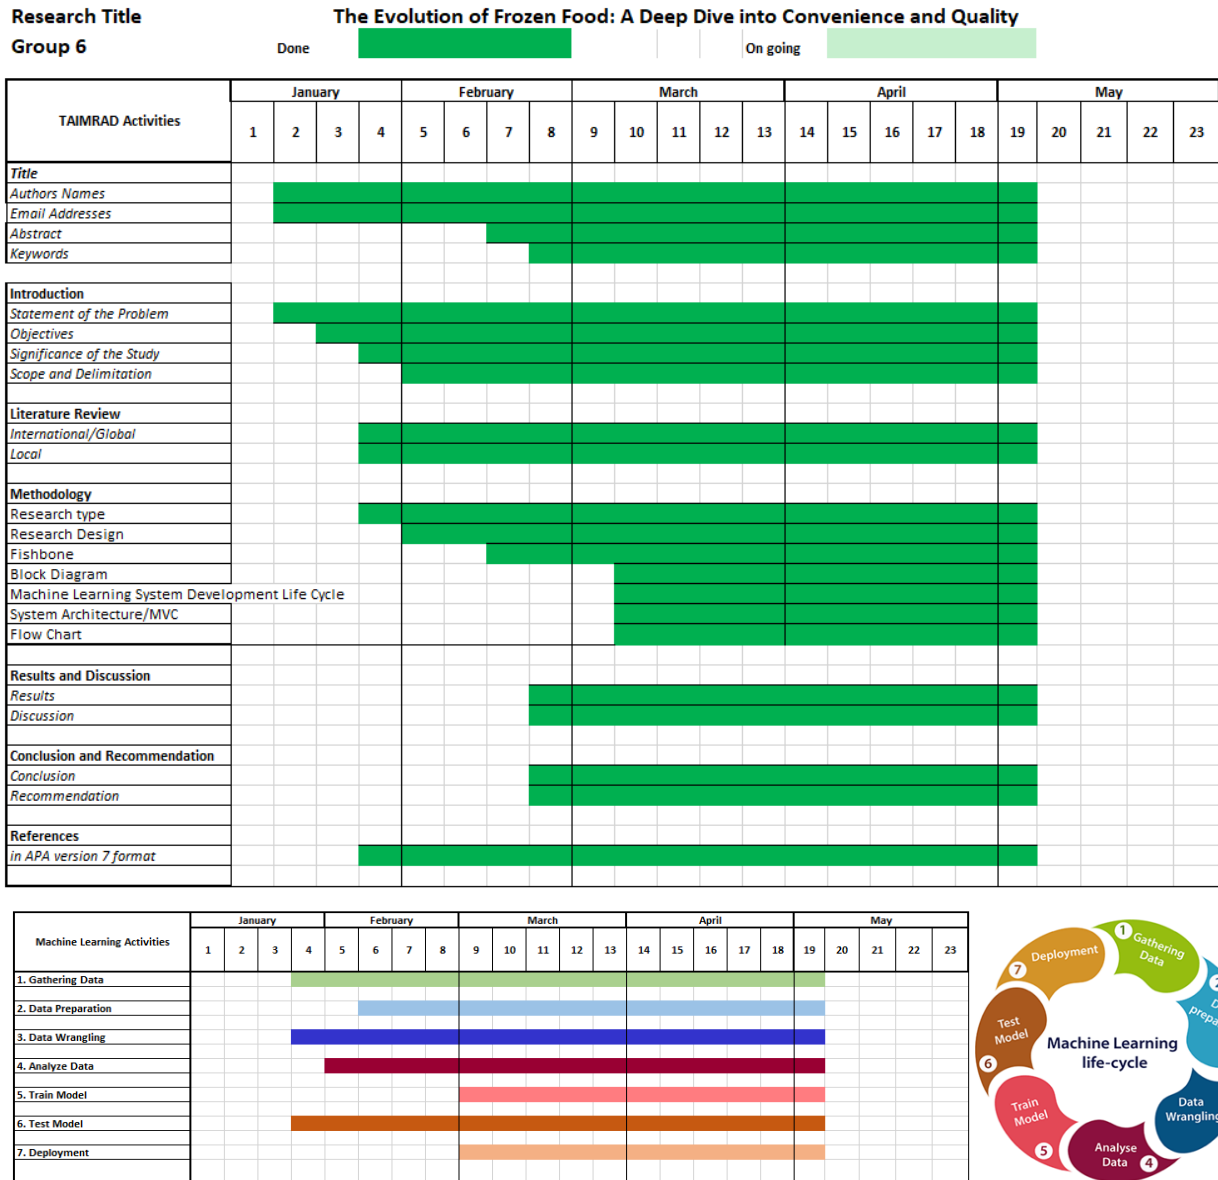 Research Title The Evolution of Frozen Food: A Deep Dive into Convenience and Quality
Group 6 Done On going
January February March April May
TAIMRAD Activities
1 2 3 4 5 6 7 8 9 10 11 12 13 14 15 16 17 18 19 20 21 22 23
Title
Authors Names
Email Addresses
Abstract
Keywords
Introduction
Statement of the Problem
Objectives
Significance of the Study
Scope and Delimitation
Literature Review
International/Global
Local
Methodology
Research type
Research Design
Fishbone
Block Diagram
Machine Learning System Development Life Cycle
System Architecture/MVC
Flow Chart
Results and Discussion
Results
Discussion
Conclusion and Recommendation
Conclusion
Recommendation
References
in APA version 7 format
January February March April May
Machine Learning Activities
1 2 3 4 5 6 7 8 9 10 11 12 13 14 15 16 17 18 19 20 21 22 23
1. Gathering Data
2. Data Preparation
3. Data Wrangling
4. Analyze Data
5. Train Model
6. Test Model
7. Deployment
1 Gathering
Data
7 Deployment
Test
Model
6
Machine Learning
life-cycle
Data
Wrangling
Train
Model
5
Analyse
Data 4